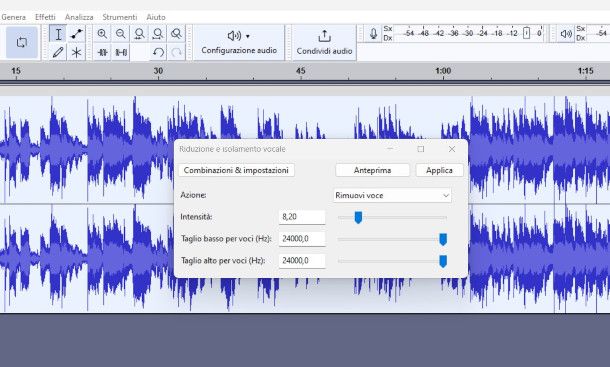 Genera Effetti Analizza Strumenti Aiuto
Configurazione audio
Condividi audio
Sx
Dx
-54 -48 -42 -36 -30 -24 -18 -12 0
Sx
Dx
-54 -48
15 30 45 1:00 1:15
Riduzione e isolamento vocale
Combinazioni & impostazioni Anteprima Applica
Azione: Rimuovi voce
Intensità: 8,20
Taglio basso per voci (Hz): 24000,0
Taglio alto per voci (Hz): 24000,0